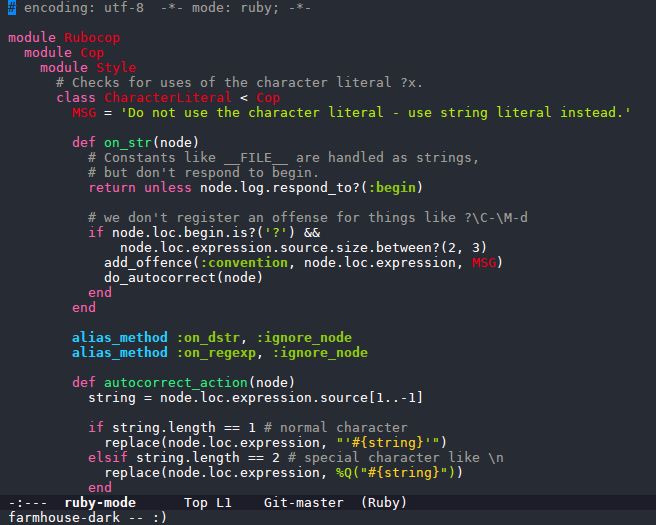 # encoding: utf-8  -*- mode: ruby; -*-

module Rubocop
  module Cop
    module Style
      # Checks for uses of the character literal ?x.
      class CharacterLiteral < Cop
        MSG = 'Do not use the character literal - use string literal instead.'

        def on_str(node)
          # Constants like __FILE__ are handled as strings,
          # but don't respond to begin.
          return unless node.log.respond_to?(:begin)

          # we don't register an offense for things like ?\C-\M-d
          if node.loc.begin.is?('?') &&
              node.loc.expression.source.size.between?(2, 3)
            add_offence(:convention, node.loc.expression, MSG)
            do_autocorrect(node)
          end
        end

        alias_method :on_dstr, :ignore_node
        alias_method :on_regexp, :ignore_node

        def autocorrect_action(node)
          string = node.loc.expression.source[1..-1]

          if string.length == 1 # normal character
            replace(node.loc.expression, "'#{string}'")
          elsif string.length == 2 # special character like \n
            replace(node.loc.expression, %Q("#{string}"))
          end
-:---  ruby-mode      Top L1    Git-master  (Ruby)
farmhouse-dark -- :)